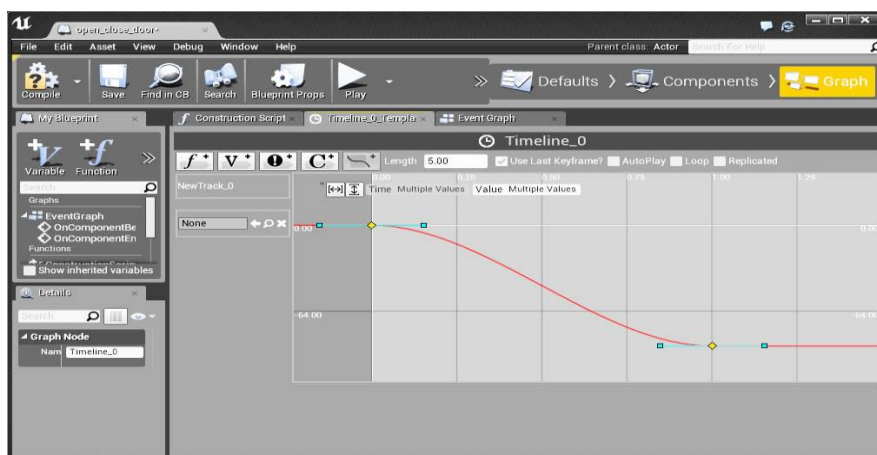 open_close_door*
File Edit Asset View Debug Window Help
Parent class: Actor Search For Help
Compile Save Find in CB Search Blueprint Props Play
Defaults Components Graph
My Blueprint
Construction Script Timeline_0_Templa Event Graph
Variable Function
Timeline_0
Length 5.00 Use Last Keyframe? AutoPlay Loop Replicated
Search
Graphs
EventGraph
OnComponentBe
OnComponentEn
Functions
Show inherited variables
NewTrack_0
None
0.00 0.25 0.50 0.75 1.00 1.25
Time Multiple Values Value Multiple Values
0.00 0.00
-64.00 -64.00
Details
Search
Graph Node
Nam Timeline_0